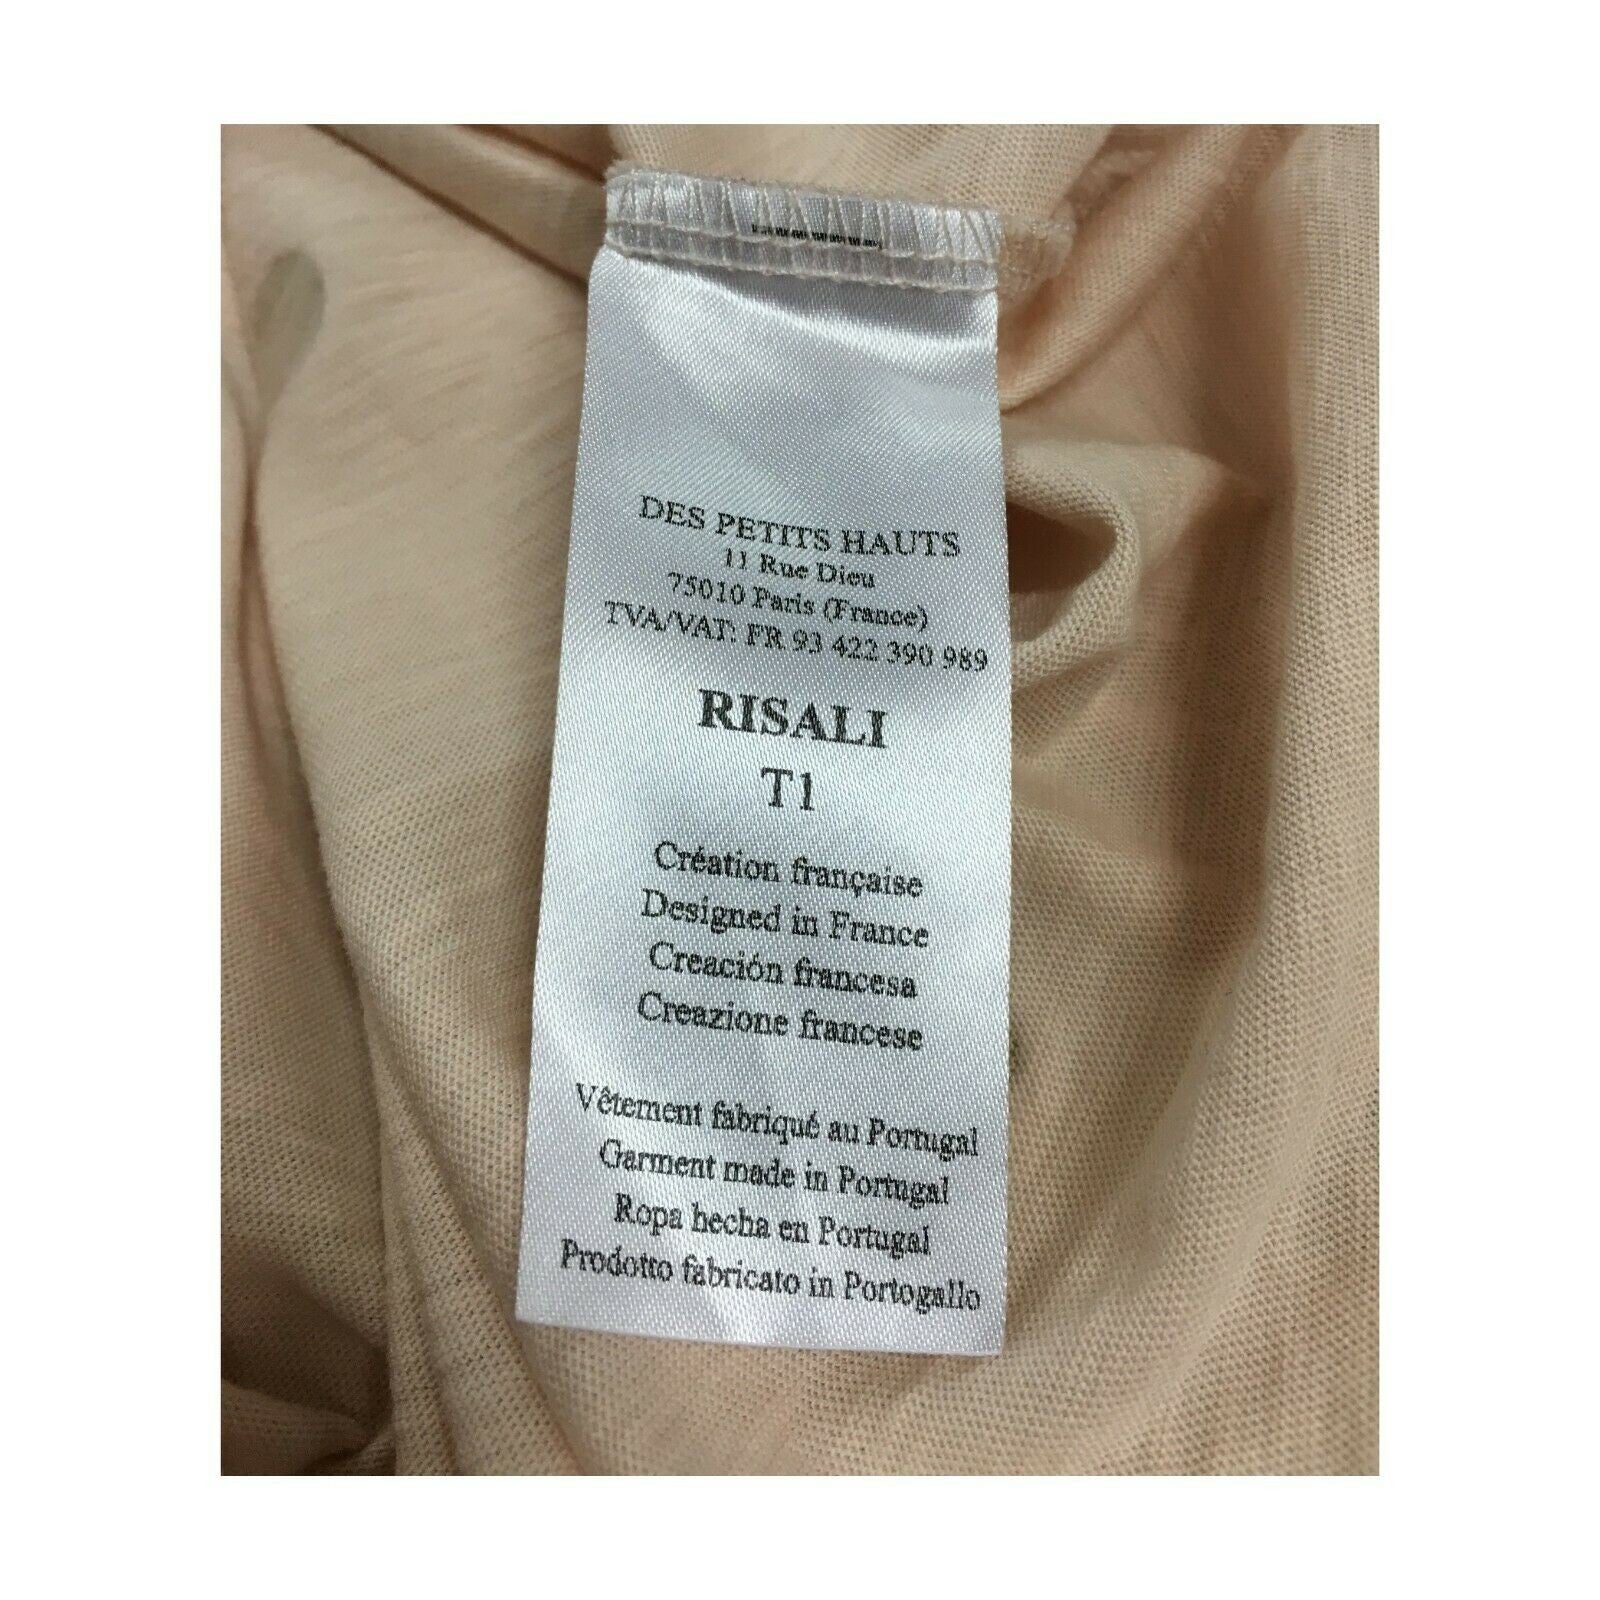 DES PETITS HAUTS
11 Rue Dieu
75010 Paris (France)
TVA/VAT: FR 93 422 390 989
RISALI
T1
Création française
Designed in France
Creación francesa
Creazione francese
Vêtement fabriqué au Portugal
Garment made in Portugal
Ropa hecha en Portugal
Prodotto fabricato in Portogallo